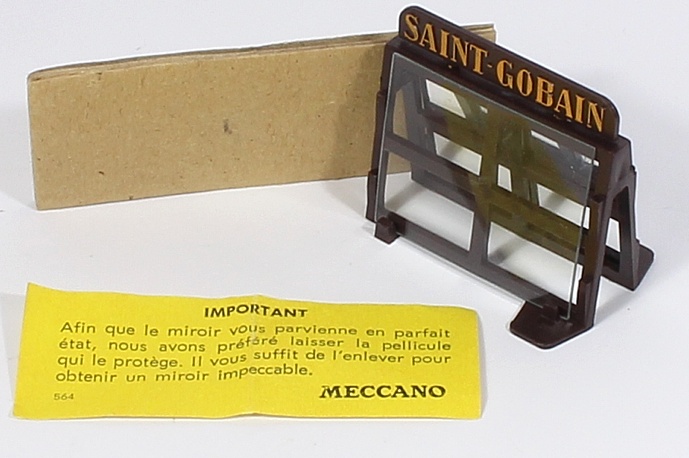 SAINT-GOBAIN
IMPORTANT
Afin que le miroir vous parvienne en parfait
état, nous avons préféré laisser la pellicule
qui le protège. Il vous suffit de l'enlever pour
obtenir un miroir impeccable.
564
MECCANO